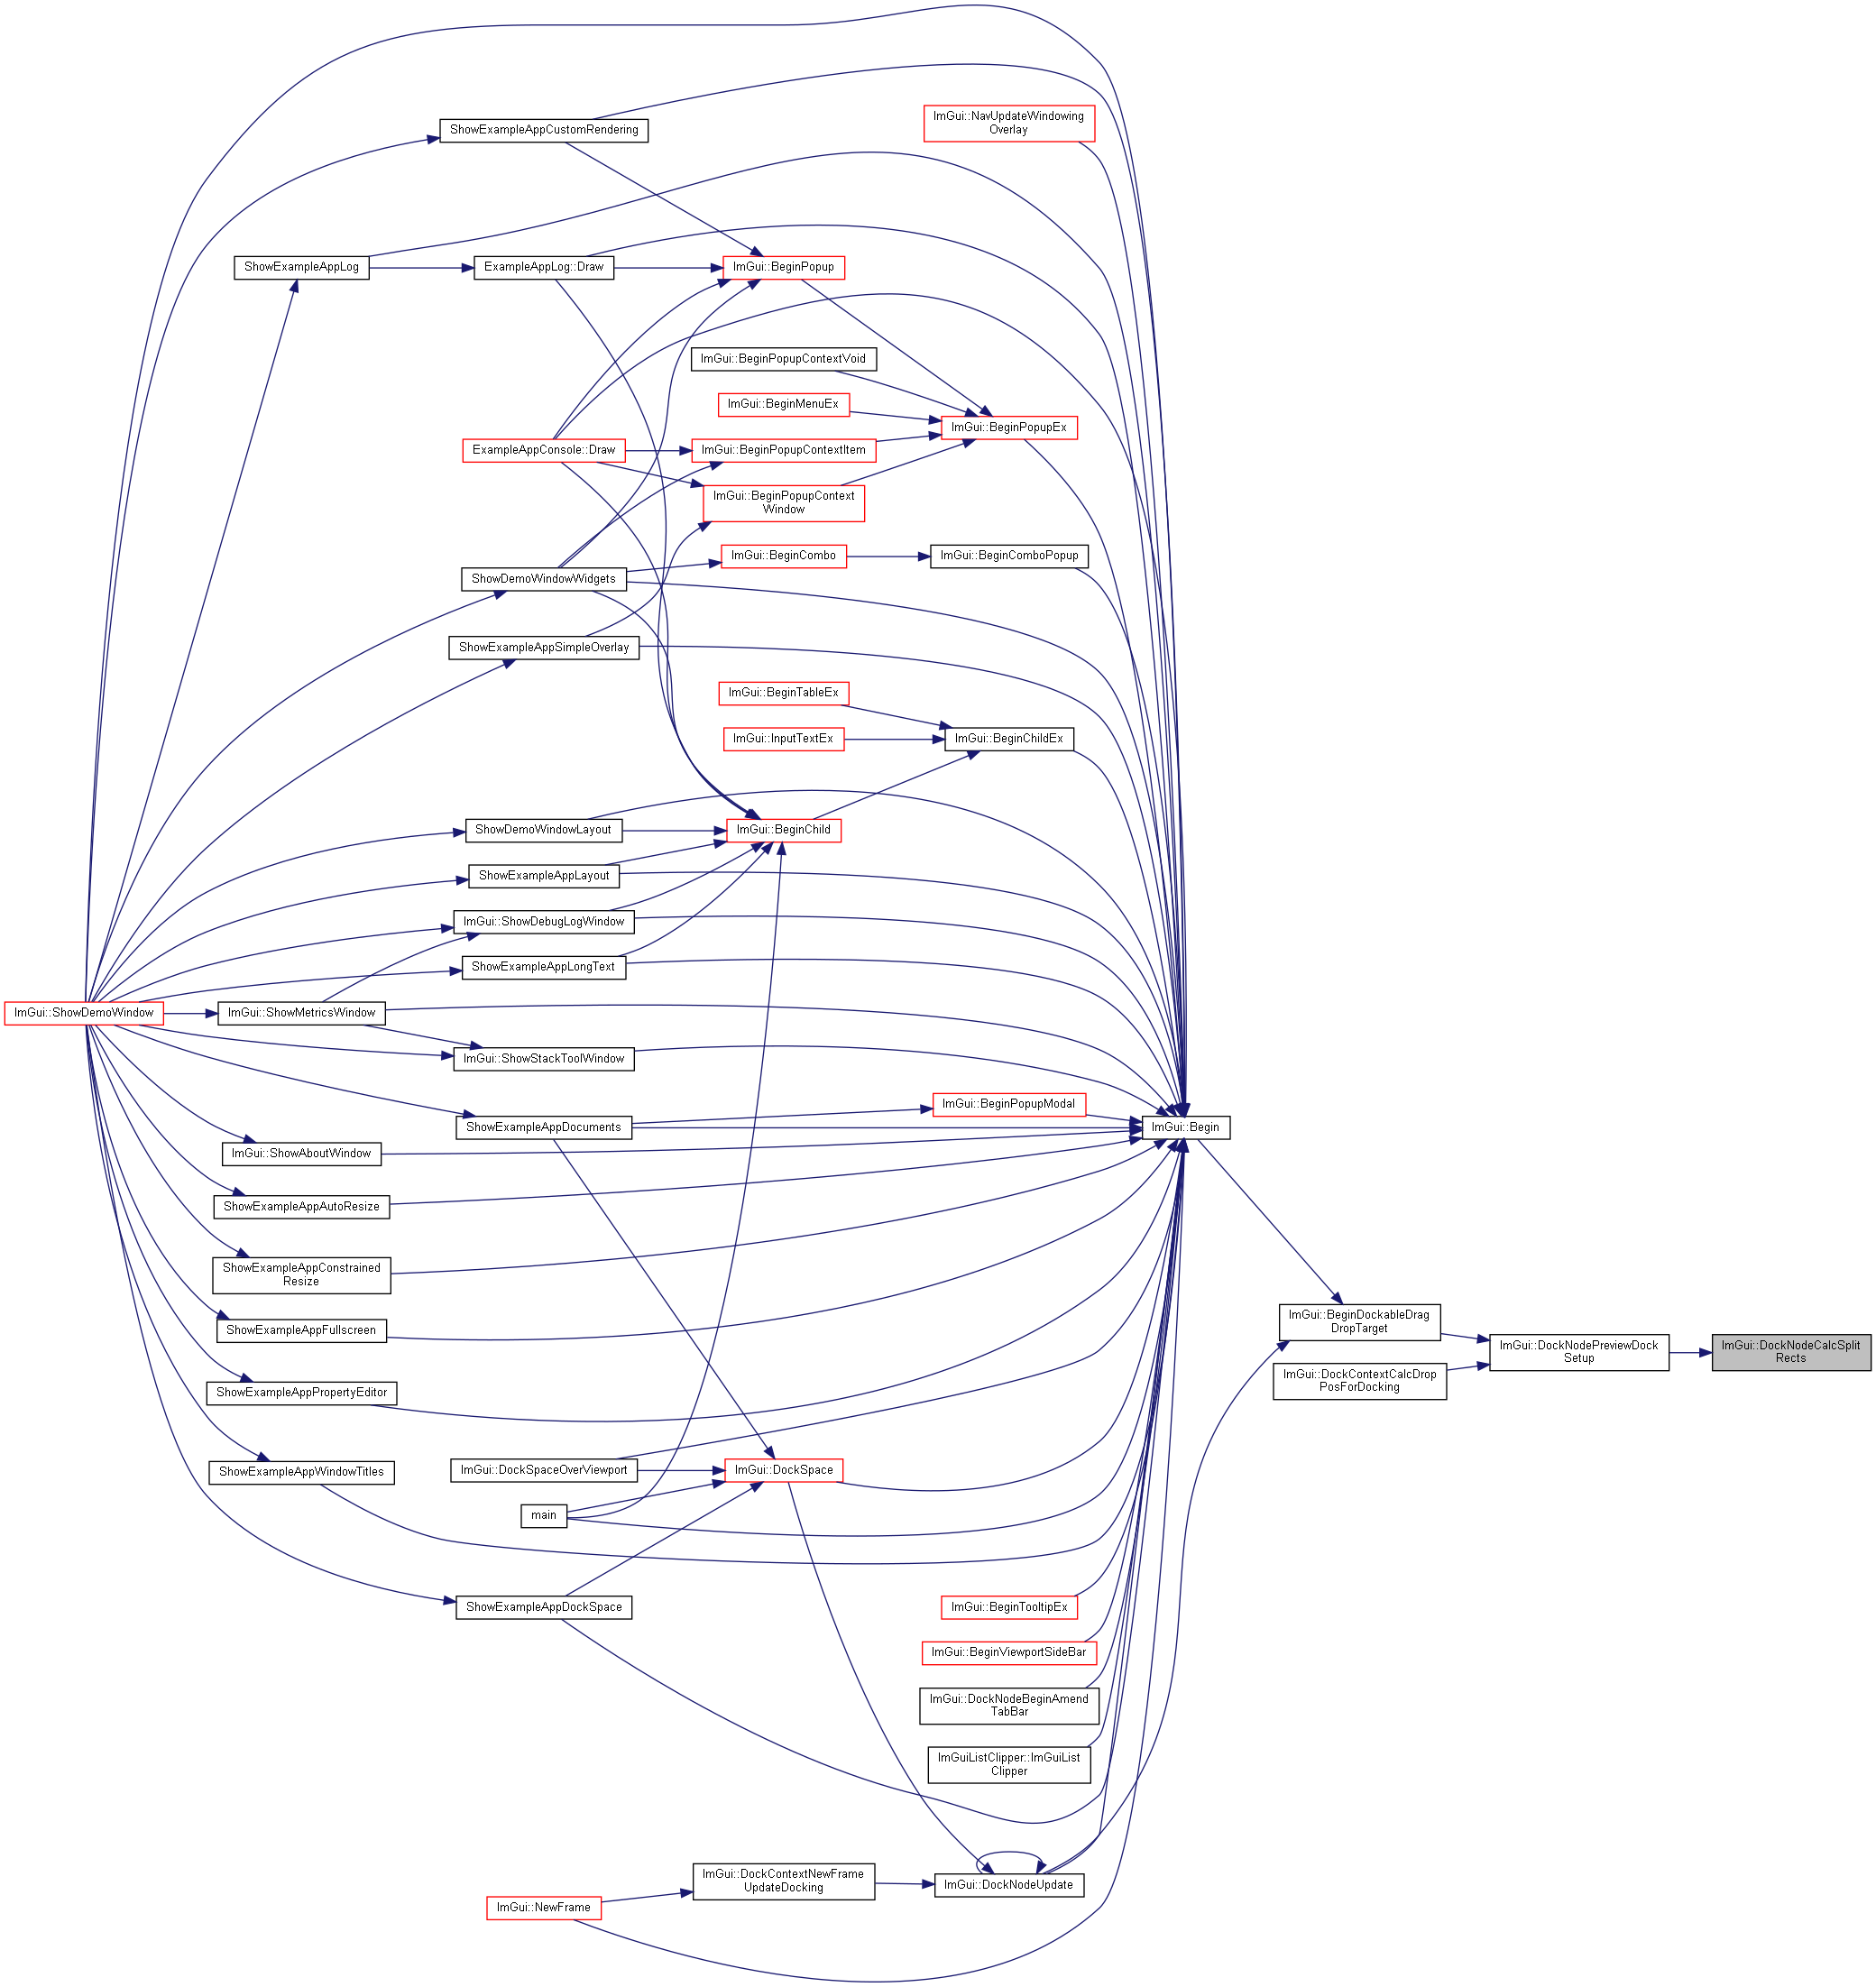 ImGui::NavUpdateWindowing
Overlay
ShowExampleAppCustomRendering
ShowExampleAppLog
ExampleAppLog::Draw
ImGui::BeginPopup
ImGui::BeginPopupContextVoid
ImGui::BeginMenuEx
ImGui::BeginPopupEx
ExampleAppConsole::Draw
ImGui::BeginPopupContextItem
ImGui::BeginPopupContext
Window
ImGui::BeginCombo
ImGui::BeginComboPopup
ShowDemoWindowWidgets
ShowExampleAppSimpleOverlay
ImGui::BeginTableEx
ImGui::InputTextEx
ImGui::BeginChildEx
ShowDemoWindowLayout
ImGui::BeginChild
ShowExampleAppLayout
ImGui::ShowDebugLogWindow
ShowExampleAppLongText
ImGui::ShowDemoWindow
ImGui::ShowMetricsWindow
ImGui::ShowStackToolWindow
ImGui::BeginPopupModal
ShowExampleAppDocuments
ImGui::Begin
ImGui::ShowAboutWindow
ShowExampleAppAutoResize
ShowExampleAppConstrained
Resize
ShowExampleAppFullscreen
ImGui::BeginDockableDrag
DropTarget
ImGui::DockNodePreviewDock
Setup
ImGui::DockNodeCalcSplit
Rects
ImGui::DockContextCalcDrop
PosForDocking
ShowExampleAppPropertyEditor
ShowExampleAppWindowTitles
ImGui::DockSpaceOverViewport
ImGui::DockSpace
main
ShowExampleAppDockSpace
ImGui::BeginTooltipEx
ImGui::BeginViewportSideBar
ImGui::DockNodeBeginAmend
TabBar
ImGuiListClipper::ImGuiList
Clipper
ImGui::DockContextNewFrame
UpdateDocking
ImGui::DockNodeUpdate
ImGui::NewFrame